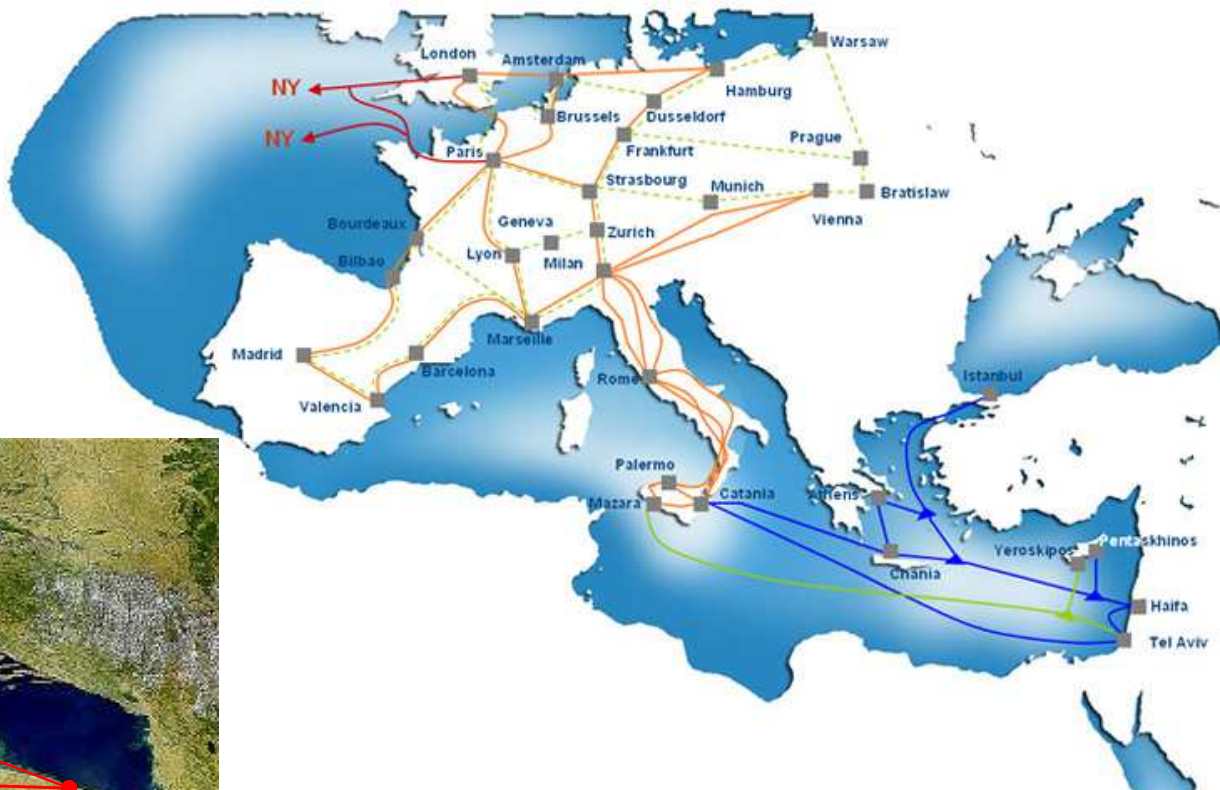 Warsaw
London
Amsterdam
NY
Hamburg
Brussels
Dusseldorf
NY
Prague
Paris
Frankfurt
Strasbourg
Munich
Bratislaw
Geneva
Vienna
Bourdeaux
Zurich
Lyon
Milan
Bilbao
Marseille
Madrid
Barcelona
Rome
Istanbul
Valencia
Palermo
Mazara
Catania
Athens
Yeroskipos
Pentaskhinos
Chania
Haifa
Tel Aviv